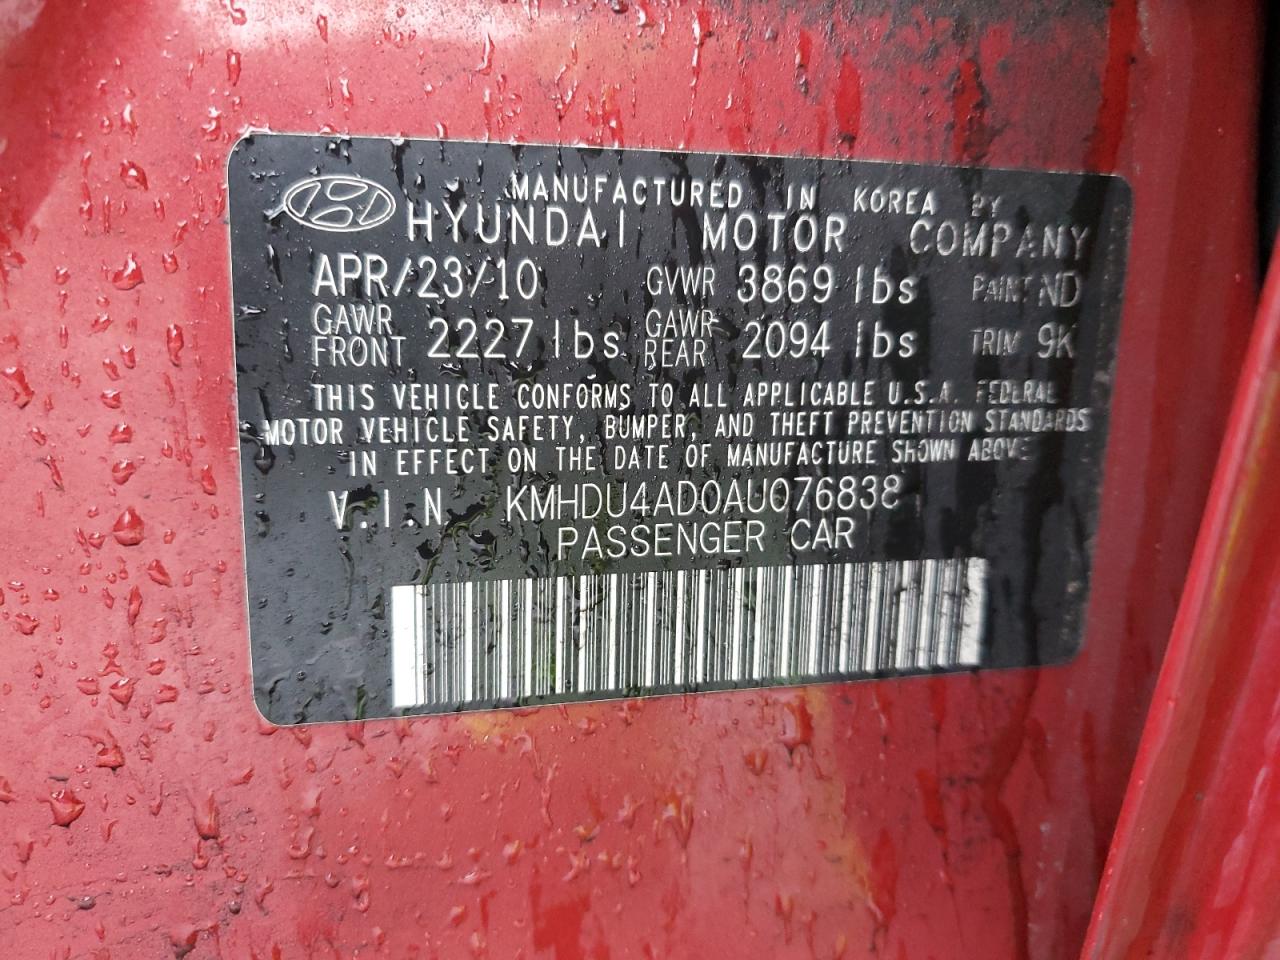 MANUFACTURED IN KOREA BY
HYUNDAI MOTOR COMPANY
APR/23/10 GVWR 3869 lbs PAINT ND
GAWR FRONT 2227 lbs GAWR REAR 2094 lbs TRIM 9K
THIS VEHICLE CONFORMS TO ALL APPLICABLE U.S.A. FEDERAL
MOTOR VEHICLE SAFETY, BUMPER, AND THEFT PREVENTION STANDARDS
IN EFFECT ON THE DATE OF MANUFACTURE SHOWN ABOVE
V.I.N KMHDU4AD0AU076838
PASSENGER CAR